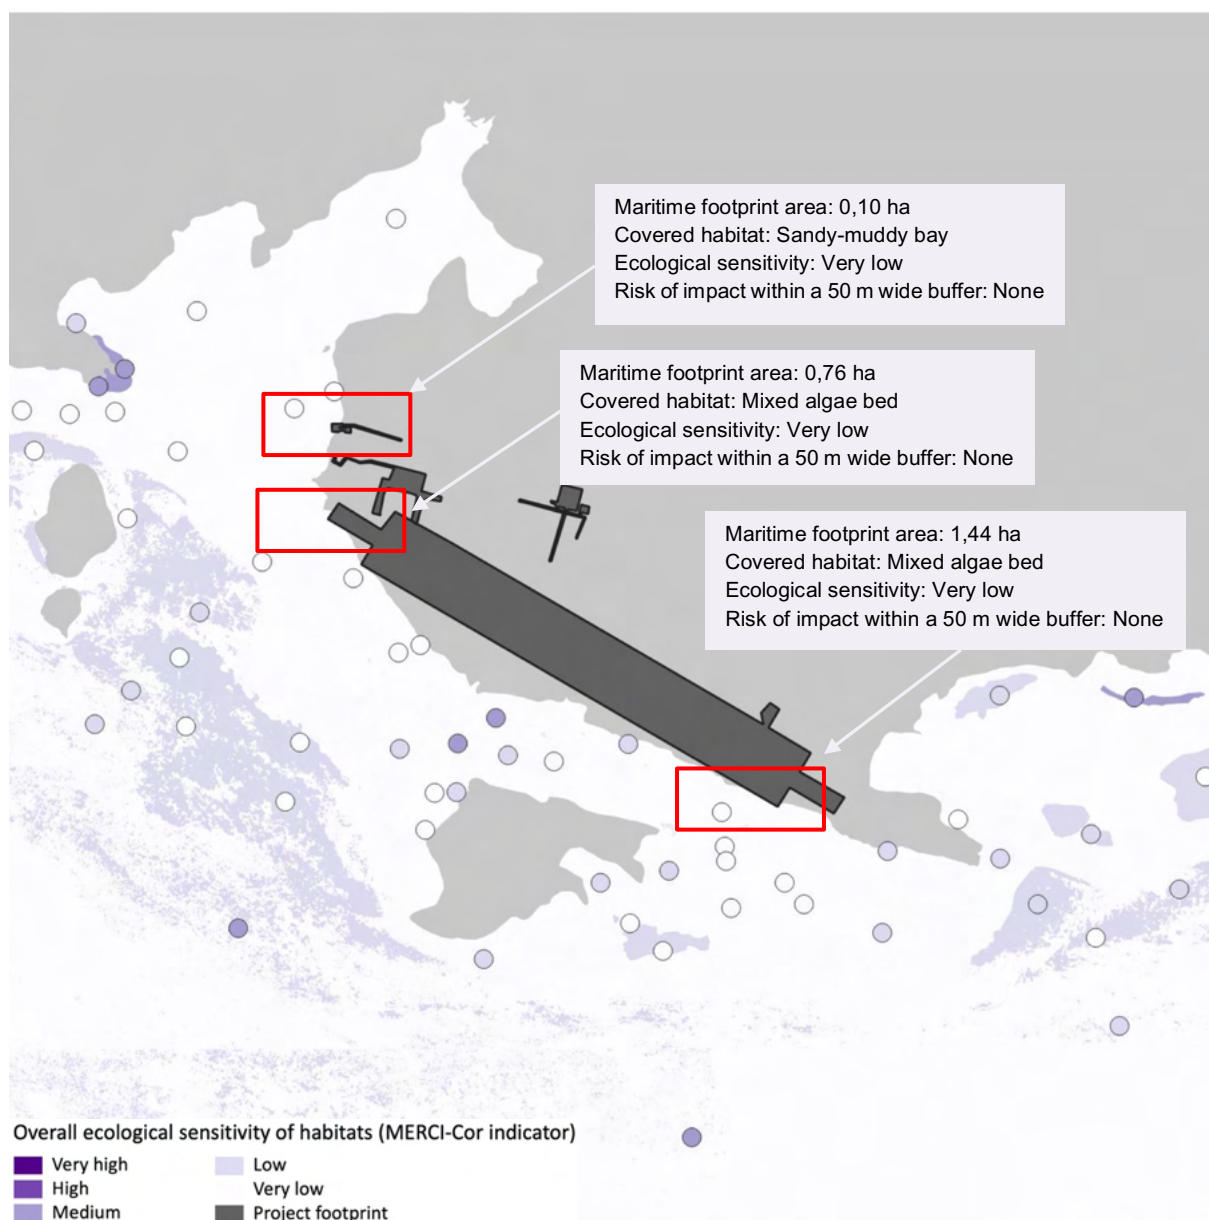 Maritime footprint area: 0,10 ha
Covered habitat: Sandy-muddy bay
Ecological sensitivity: Very low
Risk of impact within a 50 m wide buffer: None
Maritime footprint area: 0,76 ha
Covered habitat: Mixed algae bed
Ecological sensitivity: Very low
Risk of impact within a 50 m wide buffer: None
Maritime footprint area: 1,44 ha
Covered habitat: Mixed algae bed
Ecological sensitivity: Very low
Risk of impact within a 50 m wide buffer: None
Overall ecological sensitivity of habitats (MERCI-Cor indicator)
Very high
High
Medium
Low
Very low
Project footprint